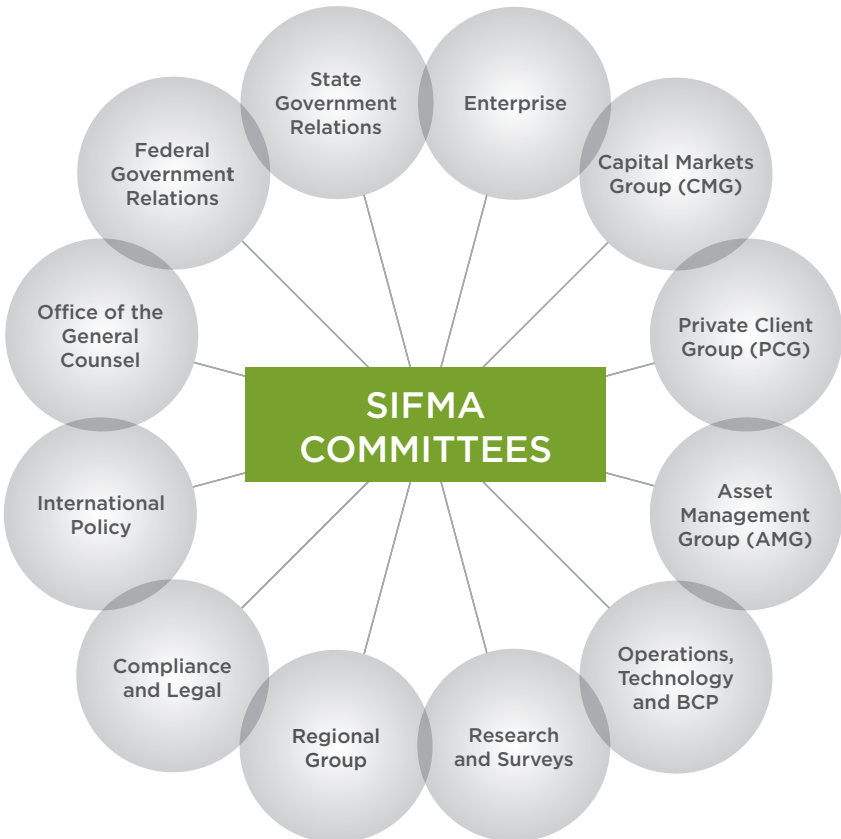 State
Government
Relations
Enterprise
Capital Markets
Group (CMG)
Private Client
Group (PCG)
Asset
Management
Group (AMG)
Operations,
Technology
and BCP
Research
and Surveys
Regional
Group
Compliance
and Legal
International
Policy
Office of the
General
Counsel
Federal
Government
Relations
SIFMA
COMMITTEES